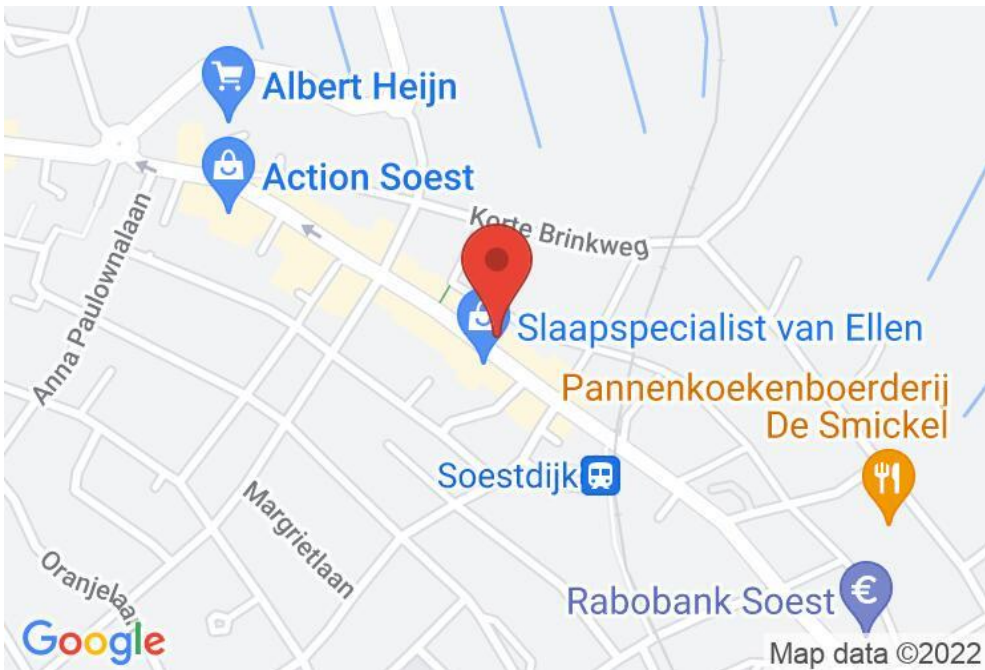 Albert Heijn
Action Soest
Korte Brinkweg
Anna Paulownalaan
Slaapspecialist van Ellen
Pannenkoekenboerderij
De Smickel
Soestdijk
Margrietlaan
Oranjelaan
Rabobank Soest
€
Google
Map data ©2022